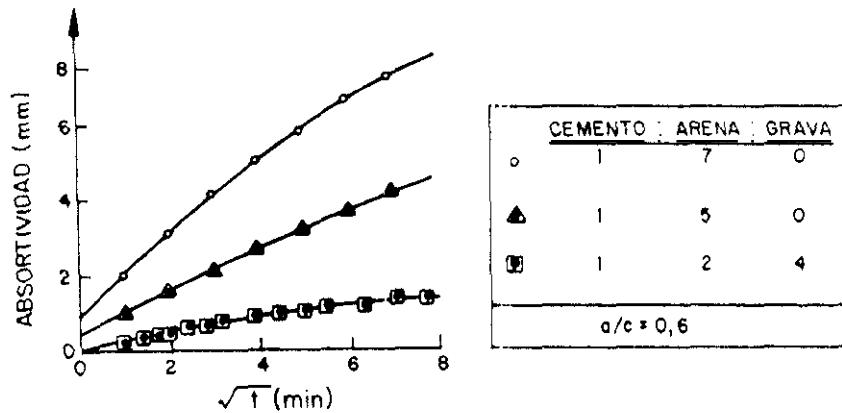 ABSORTIVIDAD (mm)
8
6
4
2
0
0 2 4 6 8
√t (min)
CEMENTO : ARENA : GRAVA
1 7 0
1 5 0
1 2 4
a/c = 0,6